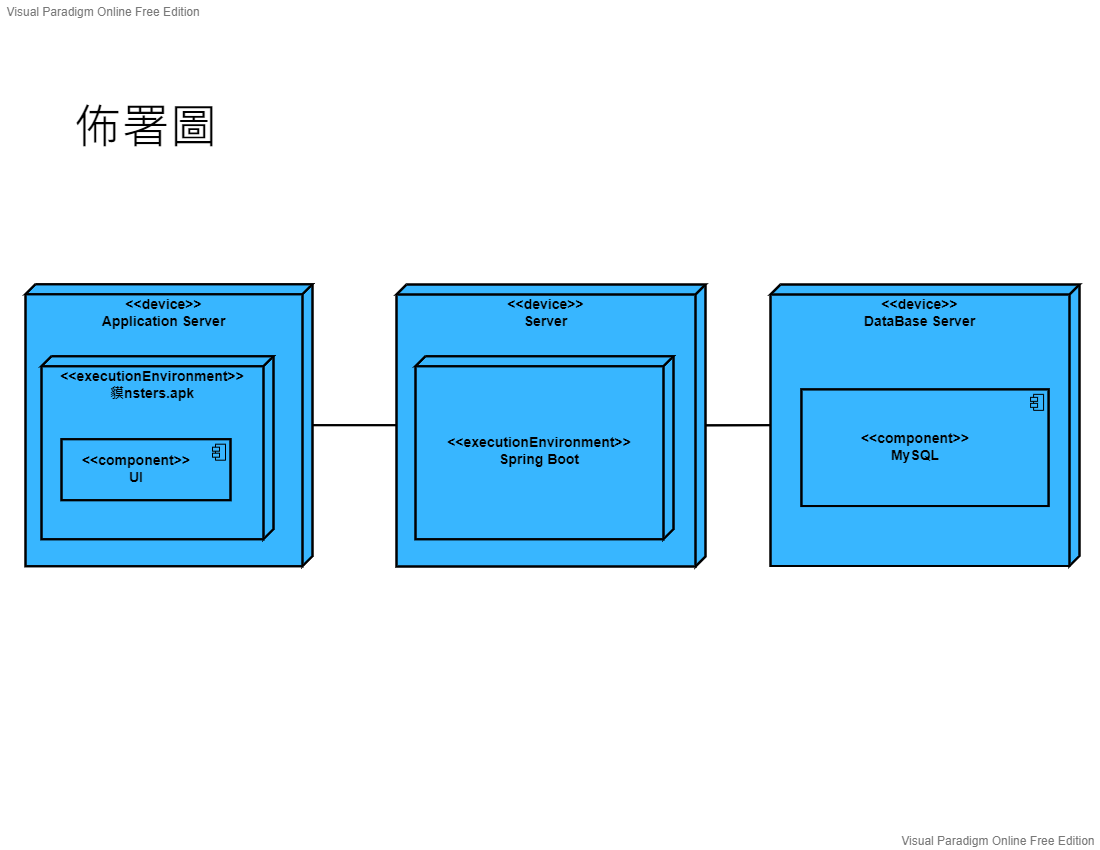 Visual Paradigm Online Free Edition
佈署圖
<<device>>
Application Server
<<executionEnvironment>>
貘nsters.apk
<<component>>
UI
<<device>>
Server
<<executionEnvironment>>
Spring Boot
<<device>>
DataBase Server
<<component>>
MySQL
Visual Paradigm Online Free Edition